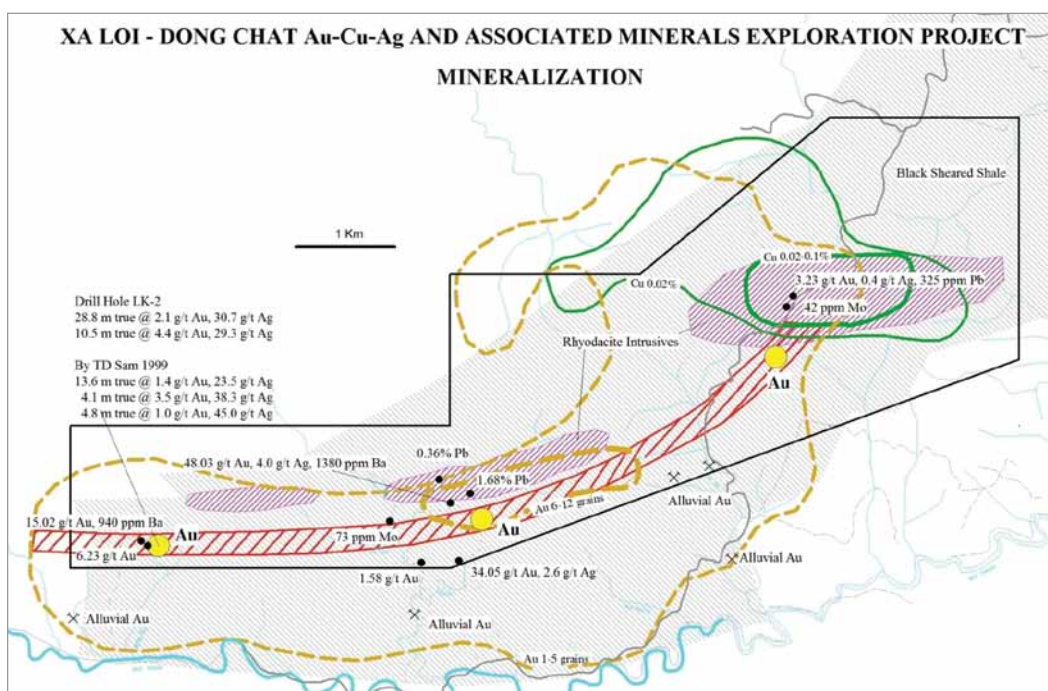 XA LOI - DONG CHAT Au-Cu-Ag AND ASSOCIATED MINERALS EXPLORATION PROJECT
MINERALIZATION
Black Sheared Shale
1 Km
Cu 0.02-0.1%
Cu 0.02%
3.23 g/t Au, 0.4 g/t Ag, 325 ppm Pb
42 ppm Mo
Drill Hole LK-2
28.8 m true @ 2.1 g/t Au, 30.7 g/t Ag
10.5 m true @ 4.4 g/t Au, 29.3 g/t Ag
By TD Sam 1999
13.6 m true @ 1.4 g/t Au, 23.5 g/t Ag
4.1 m true @ 3.5 g/t Au, 38.3 g/t Ag
4.8 m true @ 1.0 g/t Au, 45.0 g/t Ag
Rhyodacite Intrusives
Au
0.36% Pb
48.03 g/t Au, 4.0 g/t Ag, 1380 ppm Ba
1.68% Pb
Alluvial Au
Au 6-12 grains
15.02 g/t Au, 940 ppm Ba
Au
Au
73 ppm Mo
6.23 g/t Au
Alluvial Au
1.58 g/t Au
34.05 g/t Au, 2.6 g/t Ag
Alluvial Au
Alluvial Au
Au 1-5 grains